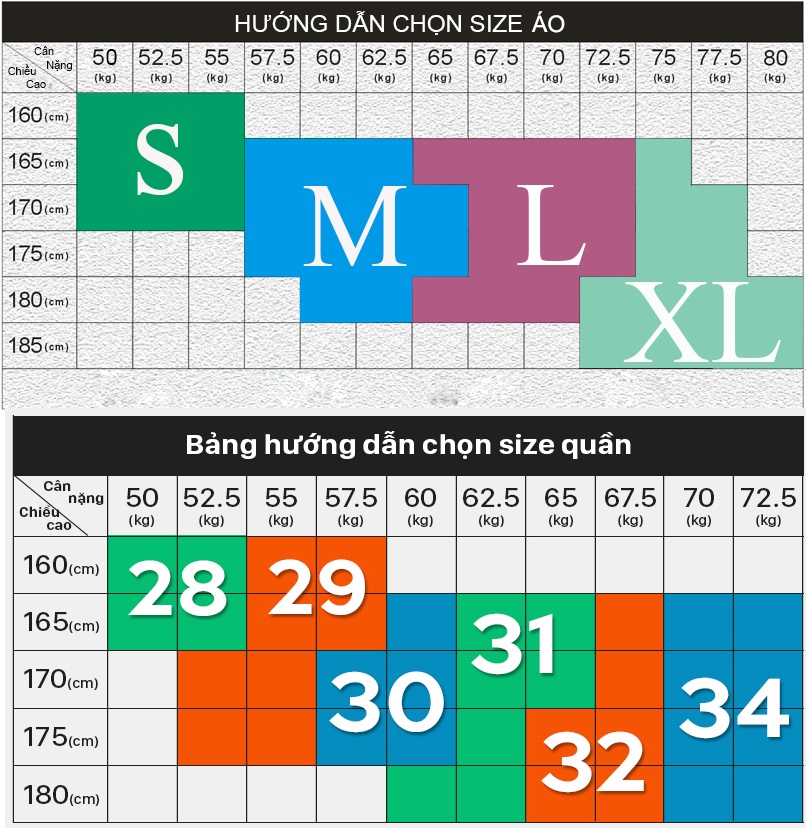 HƯỚNG DẪN CHỌN SIZE ÁO
Cân Nặng
Chiều Cao
50 (kg) 52.5 (kg) 55 (kg) 57.5 (kg) 60 (kg) 62.5 (kg) 65 (kg) 67.5 (kg) 70 (kg) 72.5 (kg) 75 (kg) 77.5 (kg) 80 (kg)
160(cm)
S
165(cm)
170(cm)
M L
175(cm)
180(cm)
XL
185(cm)
Bảng hướng dẫn chọn size quần
Cân nặng
Chiều cao
50 (kg) 52.5 (kg) 55 (kg) 57.5 (kg) 60 (kg) 62.5 (kg) 65 (kg) 67.5 (kg) 70 (kg) 72.5 (kg)
160(cm)
28 29
165(cm)
31
170(cm)
30 34
175(cm)
32
180(cm)